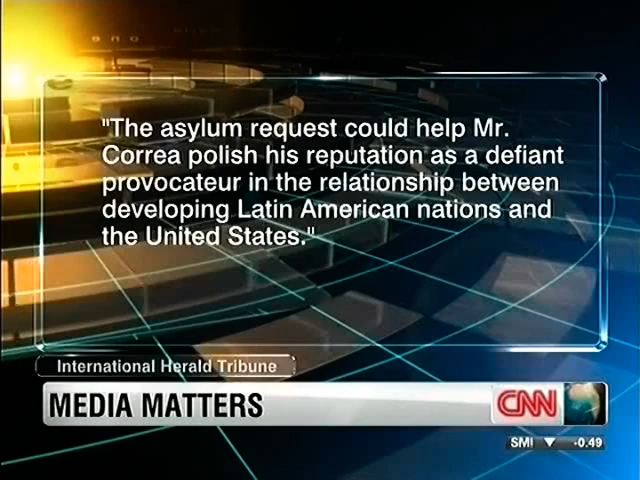 "The asylum request could help Mr.
Correa polish his reputation as a defiant
provocateur in the relationship between
developing Latin American nations and
the United States."
International Herald Tribune
MEDIA MATTERS
CNN
SMI ▼ -0.49